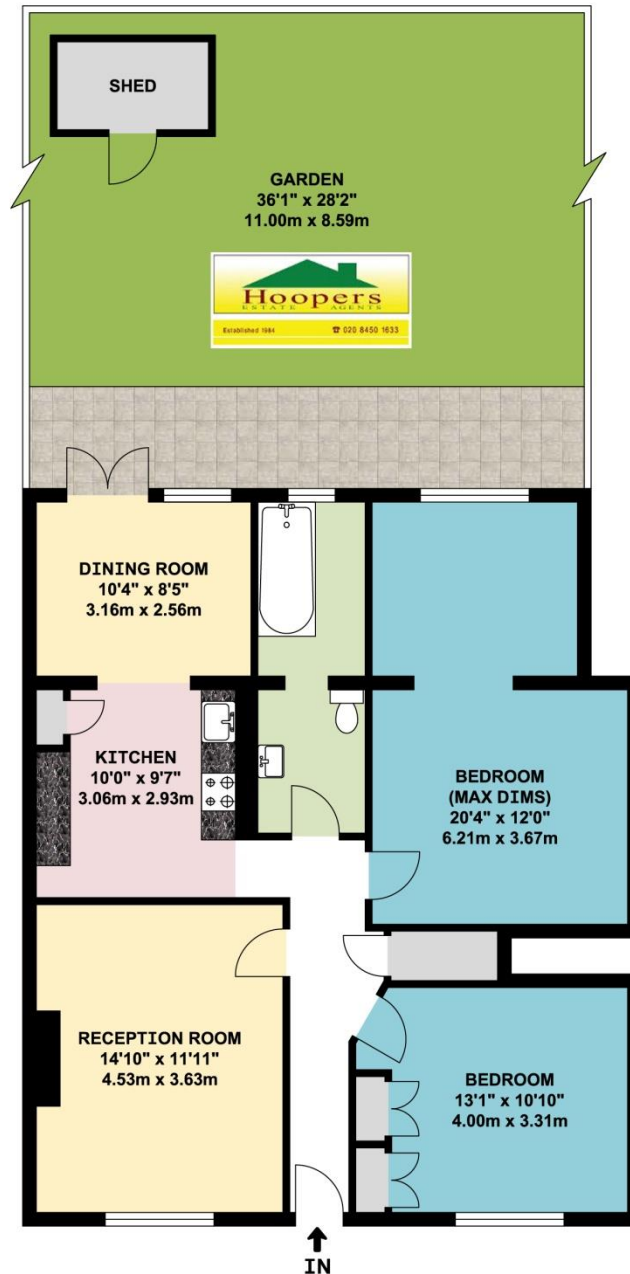 SHED
GARDEN
36'1" x 28'2"
11.00m x 8.59m
Hoopers
ESTATE AGENTS
Established 1984 ☎ 020 8450 1633
DINING ROOM
10'4" x 8'5"
3.16m x 2.56m
KITCHEN
10'0" x 9'7"
3.06m x 2.93m
BEDROOM
(MAX DIMS)
20'4" x 12'0"
6.21m x 3.67m
RECEPTION ROOM
14'10" x 11'11"
4.53m x 3.63m
BEDROOM
13'1" x 10'10"
4.00m x 3.31m
IN